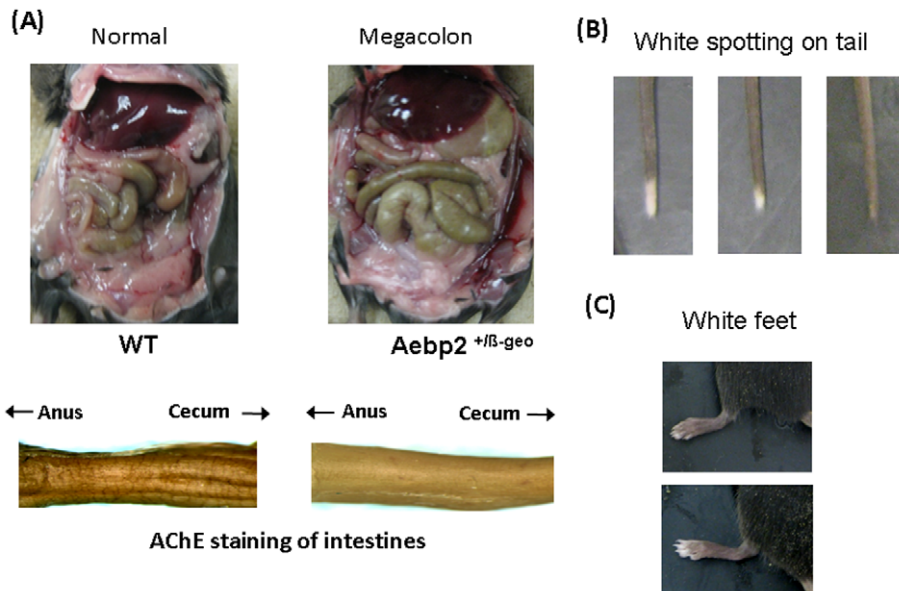 (A)
Normal
Megacolon
WT
Aebp2 +/ß-geo
← Anus
Cecum →
← Anus
Cecum →
AChE staining of intestines
(B)
White spotting on tail
(C)
White feet